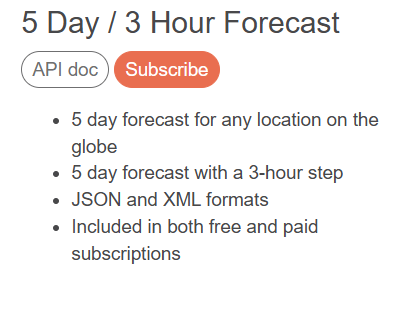 5 Day / 3 Hour Forecast
API doc Subscribe
5 day forecast for any location on the
globe
5 day forecast with a 3-hour step
JSON and XML formats
Included in both free and paid
subscriptions